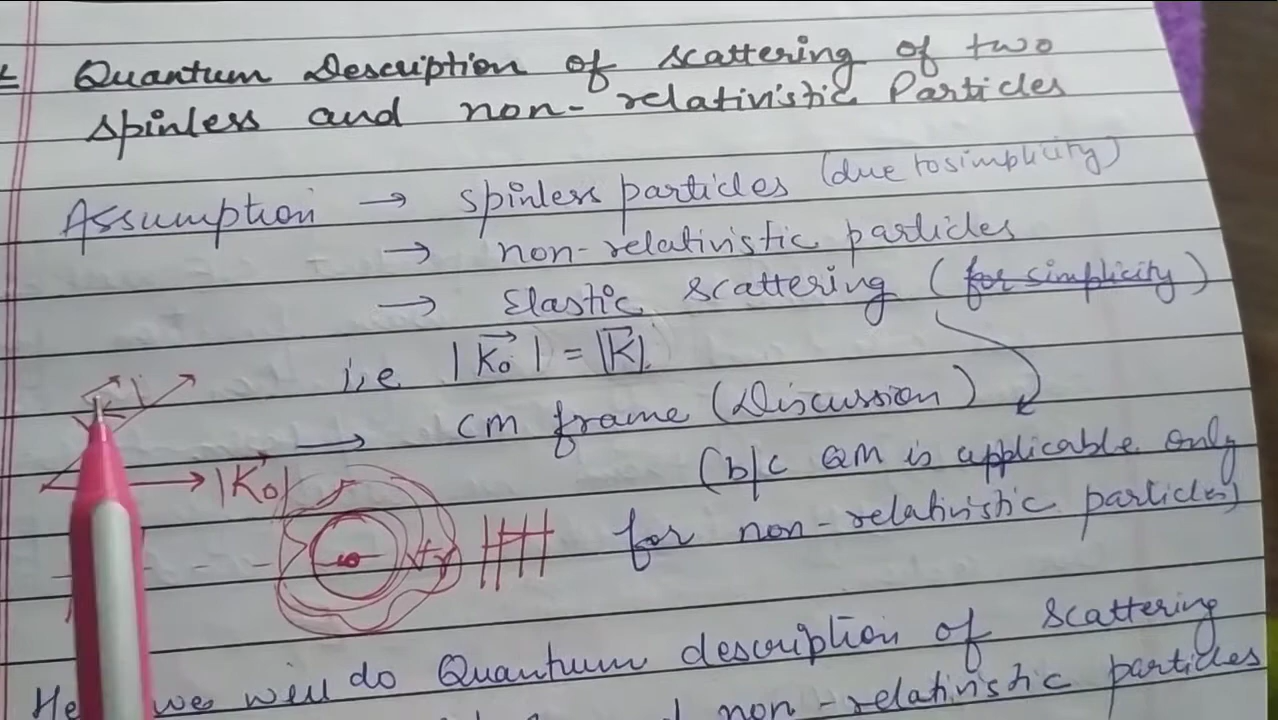 Quantum Description of scattering of two
spinless and non-relativistic Particles
Assumption → spinless particles (due to simplicity)
→ non-relativistic particles
→ Elastic scattering (for simplicity)
i.e |K₀| = |K|
→ cm frame (Discussion)
(b/c QM is applicable only
|K₀|
for non-relativistic particles)
we will do Quantum description of scattering
non-relativistic particles